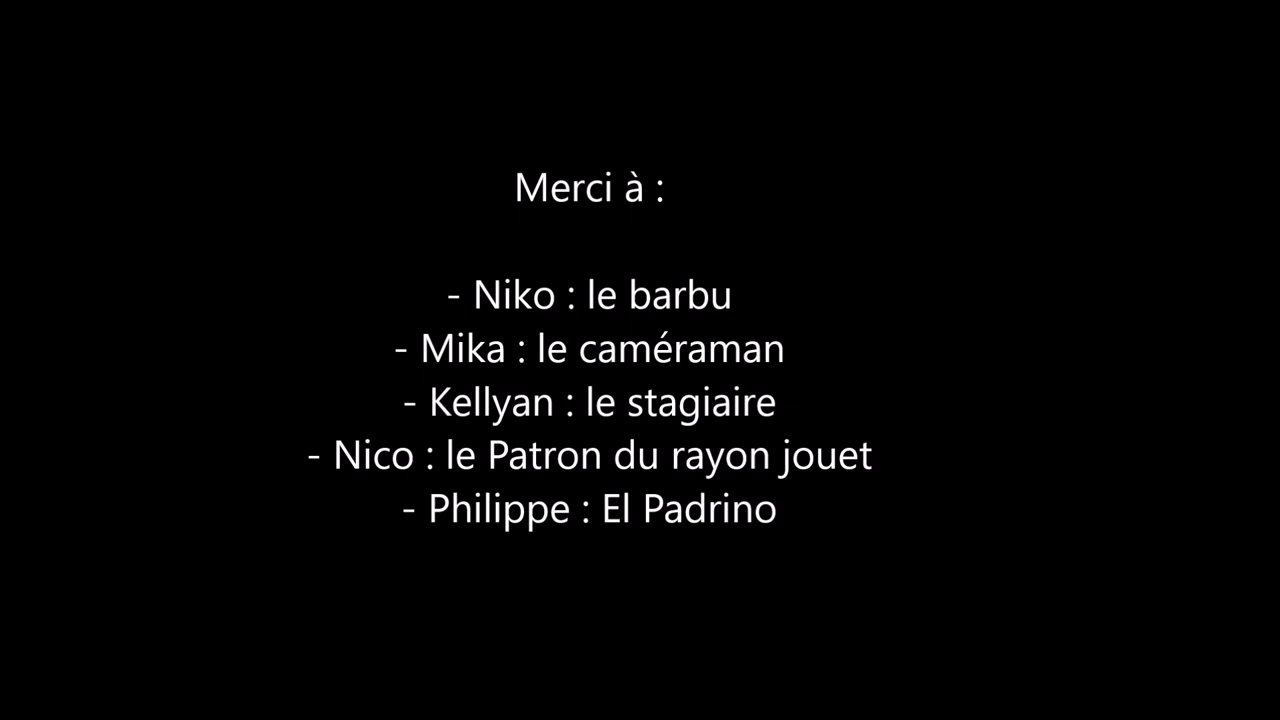 Merci à :
- Niko : le barbu
- Mika : le caméraman
- Kellyan : le stagiaire
- Nico : le Patron du rayon jouet
- Philippe : El Padrino